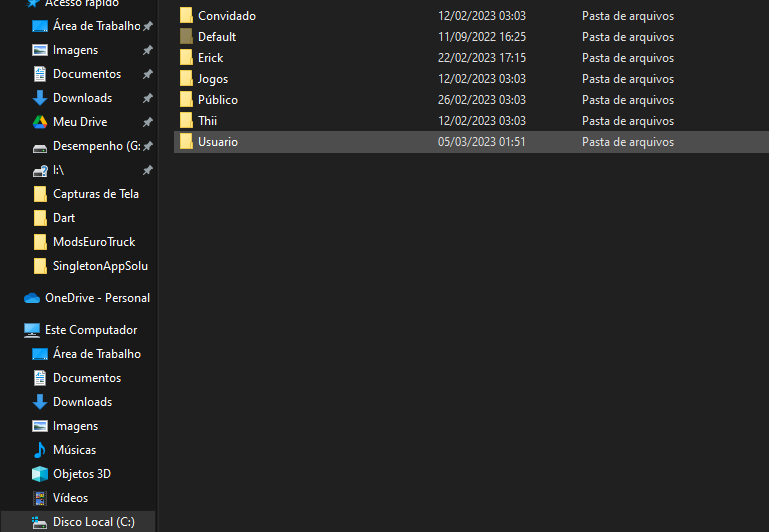 Acesso rápido
Área de Trabalho
Imagens
Documentos
Downloads
Meu Drive
Desempenho (G:
I:\
Capturas de Tela
Dart
ModsEuroTruck
SingletonAppSolu
OneDrive - Personal
Este Computador
Área de Trabalho
Documentos
Downloads
Imagens
Músicas
Objetos 3D
Vídeos
Disco Local (C:)
Convidado 12/02/2023 03:03 Pasta de arquivos
Default 11/09/2022 16:25 Pasta de arquivos
Erick 22/02/2023 17:15 Pasta de arquivos
Jogos 12/02/2023 03:03 Pasta de arquivos
Público 26/02/2023 03:03 Pasta de arquivos
Thii 12/02/2023 03:03 Pasta de arquivos
Usuario 05/03/2023 01:51 Pasta de arquivos